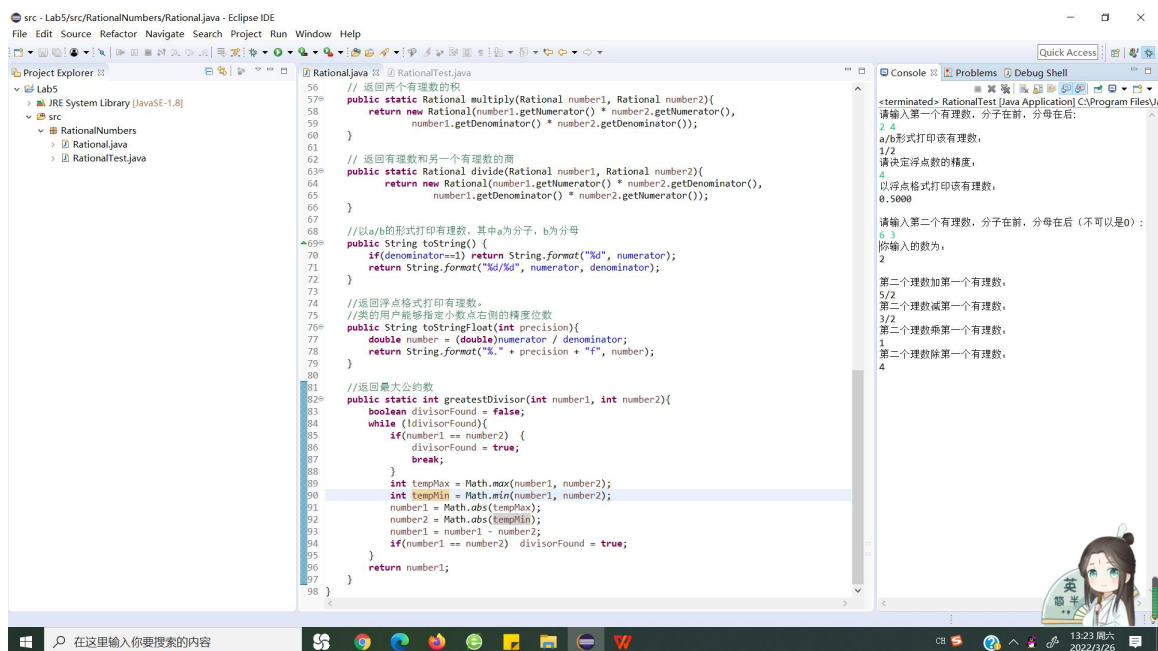 src - Lab5/src/RationalNumbers/Rational.java - Eclipse IDE
File Edit Source Refactor Navigate Search Project Run Window Help
Quick Access
Project Explorer
Lab5
JRE System Library [JavaSE-1.8]
src
RationalNumbers
Rational.java
RationalTest.java
Rational.java RationalTest.java
56 // 返回两个有理数的积
57 public static Rational multiply(Rational number1, Rational number2){
58 return new Rational(number1.getNumerator() * number2.getNumerator(),
59 number1.getDenominator() * number2.getDenominator());
60 }
61
62 // 返回有理数和另一个有理数的商
63 public static Rational divide(Rational number1, Rational number2){
64 return new Rational(number1.getNumerator() * number2.getDenominator(),
65 number1.getDenominator() * number2.getNumerator());
66 }
67
68 //以a/b的形式打印有理数，其中a为分子，b为分母
69 public String toString() {
70 if(denominator==1) return String.format("%d", numerator);
71 return String.format("%d/%d", numerator, denominator);
72 }
73
74 //返回浮点格式打印有理数。
75 //类的用户能够指定小数点右侧的精度位数
76 public String toStringFloat(int precision){
77 double number = (double)numerator / denominator;
78 return String.format("%." + precision + "f", number);
79 }
80
81 //返回最大公约数
82 public static int greatestDivisor(int number1, int number2){
83 boolean divisorFound = false;
84 while (!divisorFound){
85 if(number1 == number2) {
86 divisorFound = true;
87 break;
88 }
89 int tempMax = Math.max(number1, number2);
90 int tempMin = Math.min(number1, number2);
91 number1 = Math.abs(tempMax);
92 number2 = Math.abs(tempMin);
93 number1 = number1 - number2;
94 if(number1 == number2) divisorFound = true;
95 }
96 return number1;
97 }
98 }
Console Problems Debug Shell
<terminated> RationalTest [Java Application] C:\Program Files\J
请输入第一个有理数，分子在前，分母在后:
2 4
a/b形式打印该有理数：
1/2
请决定浮点数的精度：
4
以浮点格式打印该有理数：
0.5000
请输入第二个有理数，分子在前，分母在后（不可以是0）:
6 3
你输入的数为：
2
第二个理数加第一个有理数：
5/2
第二个理数减第一个有理数：
3/2
第二个理数乘第一个有理数：
1
第二个理数除第一个有理数：
4
英
简 半
在这里输入你要搜索的内容
CH
13:23 周六
2022/3/26